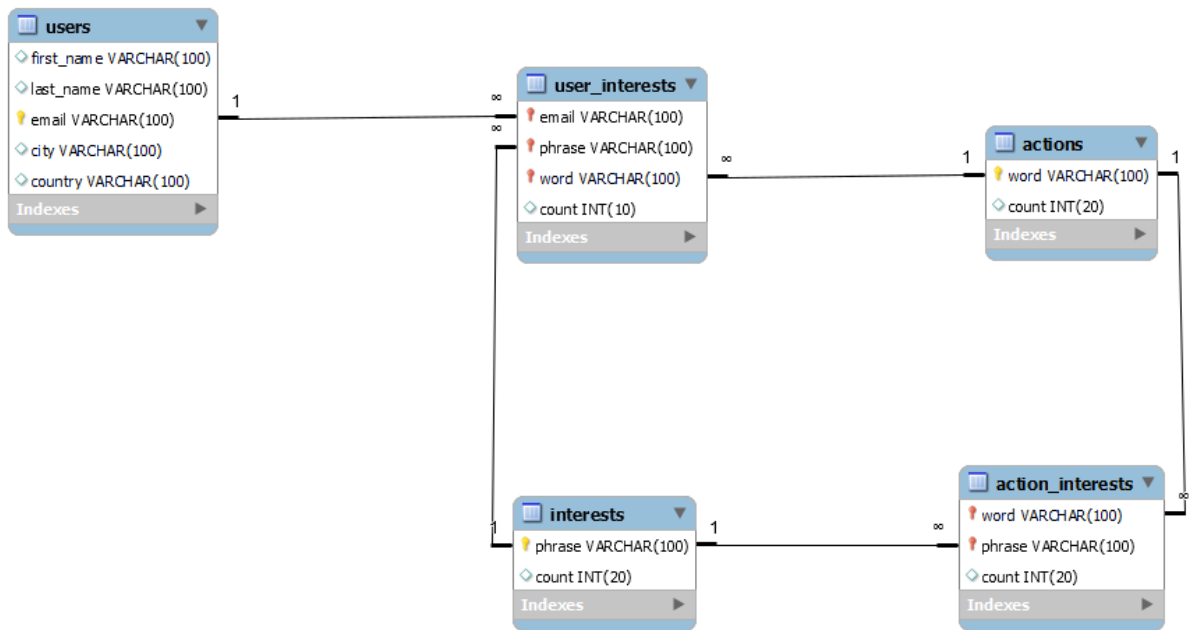 users
first_name VARCHAR(100)
last_name VARCHAR(100)
email VARCHAR(100)
city VARCHAR(100)
country VARCHAR(100)
Indexes
1
∞
∞
user_interests
email VARCHAR(100)
phrase VARCHAR(100)
word VARCHAR(100)
count INT(10)
Indexes
∞
1
actions
word VARCHAR(100)
count INT(20)
Indexes
1
1
interests
phrase VARCHAR(100)
count INT(20)
Indexes
1
∞
action_interests
word VARCHAR(100)
phrase VARCHAR(100)
count INT(20)
Indexes
∞